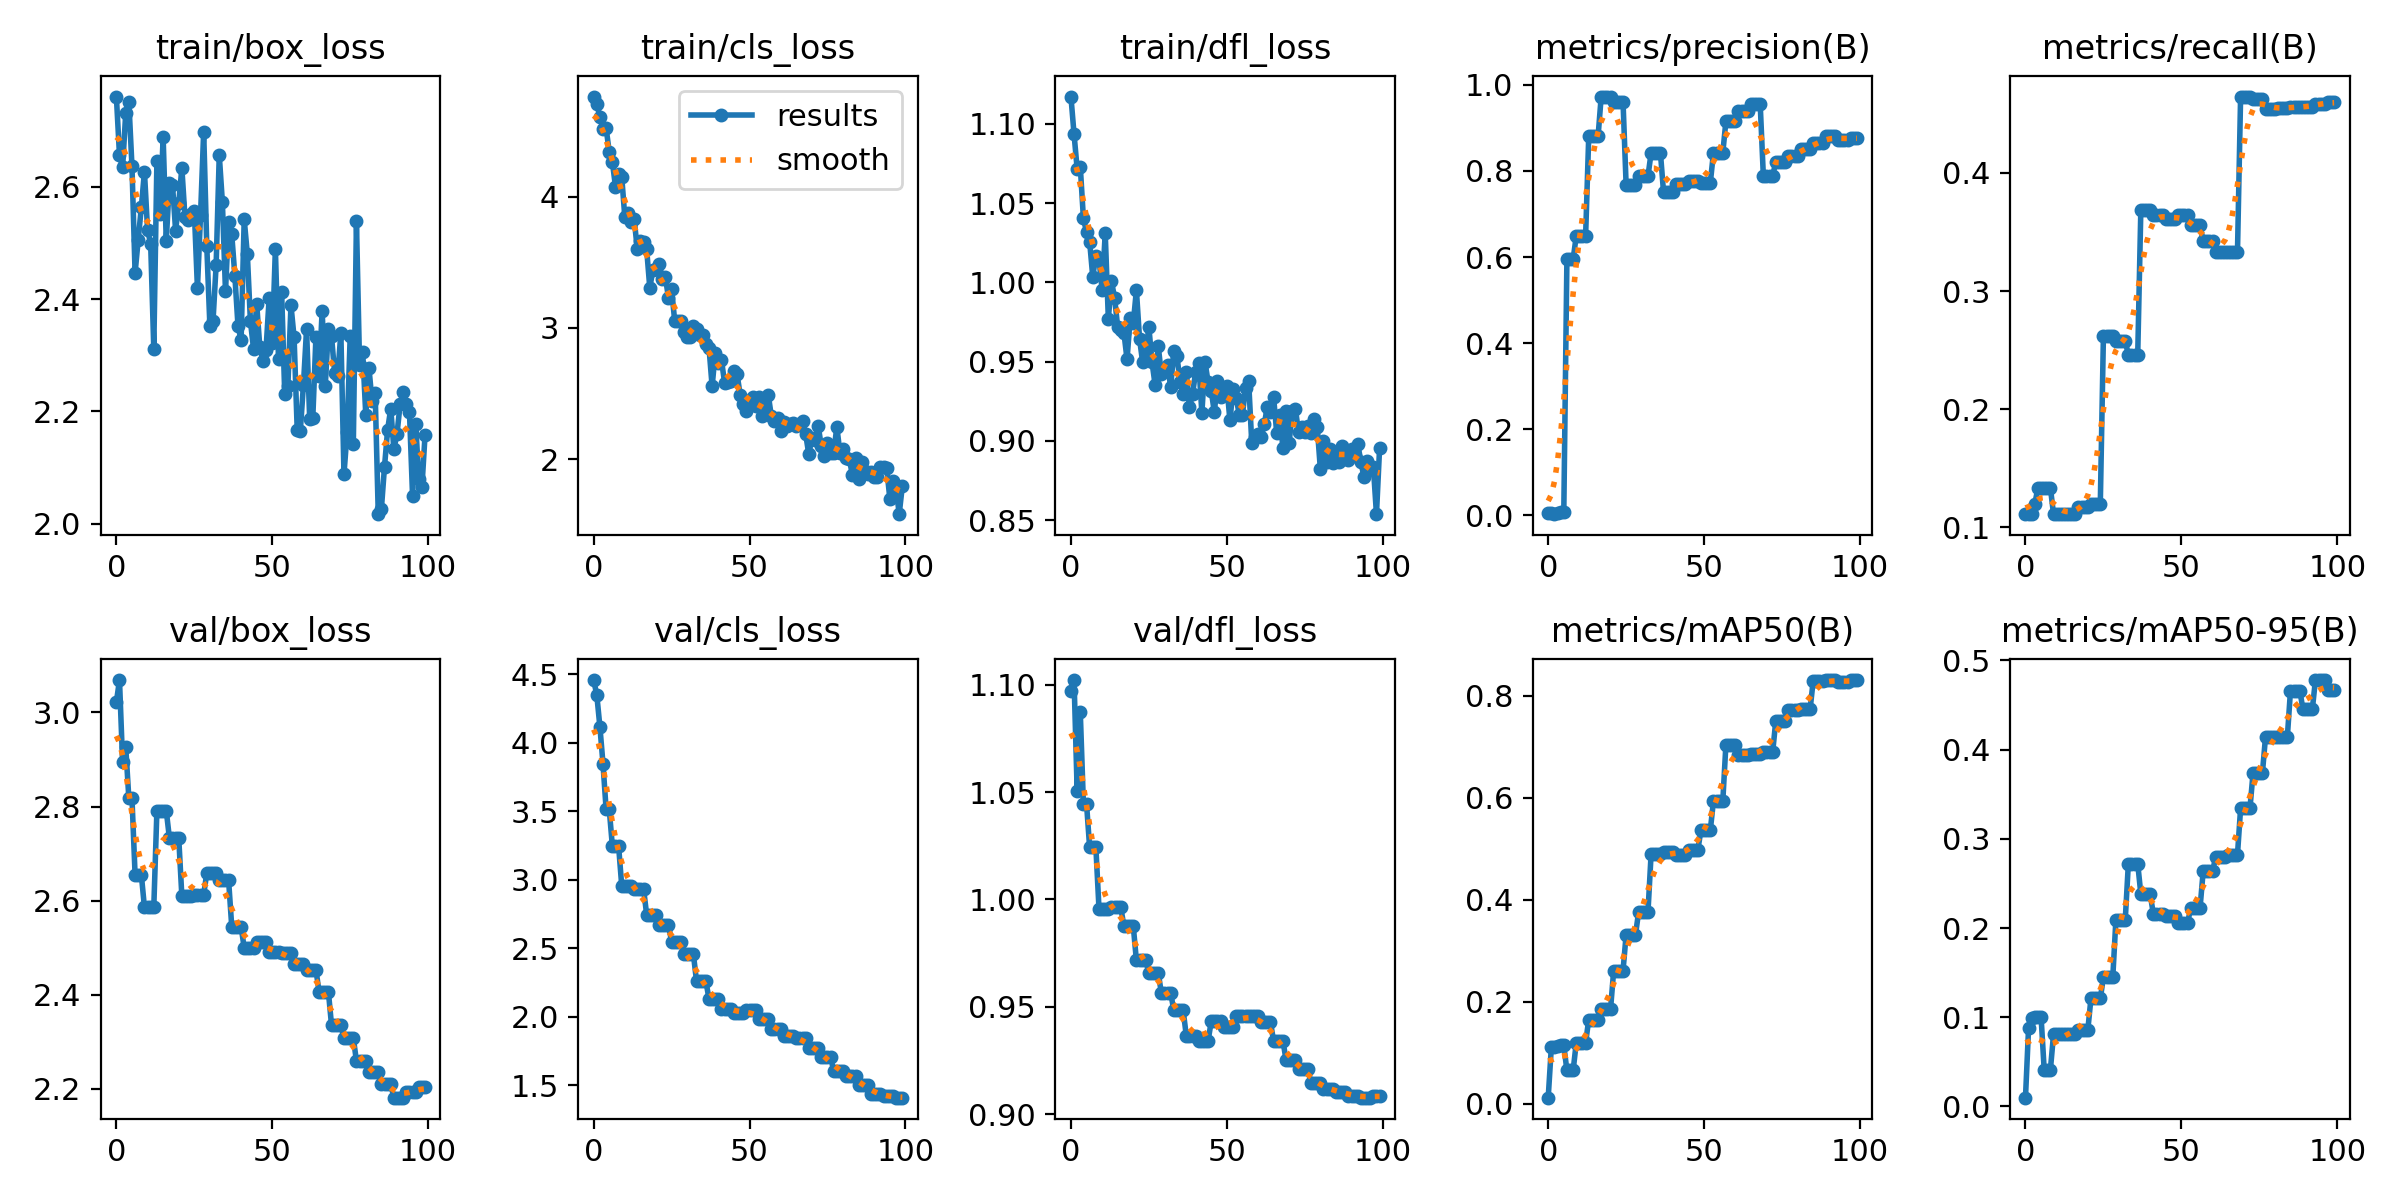 train/box_loss
2.6
2.4
2.2
2.0
0 50 100
train/cls_loss
results
smooth
4
3
2
0 50 100
train/dfl_loss
1.10
1.05
1.00
0.95
0.90
0.85
0 50 100
metrics/precision(B)
1.0
0.8
0.6
0.4
0.2
0.0
0 50 100
metrics/recall(B)
0.4
0.3
0.2
0.1
0 50 100
val/box_loss
3.0
2.8
2.6
2.4
2.2
0 50 100
val/cls_loss
4.5
4.0
3.5
3.0
2.5
2.0
1.5
0 50 100
val/dfl_loss
1.10
1.05
1.00
0.95
0.90
0 50 100
metrics/mAP50(B)
0.8
0.6
0.4
0.2
0.0
0 50 100
metrics/mAP50-95(B)
0.5
0.4
0.3
0.2
0.1
0.0
0 50 100